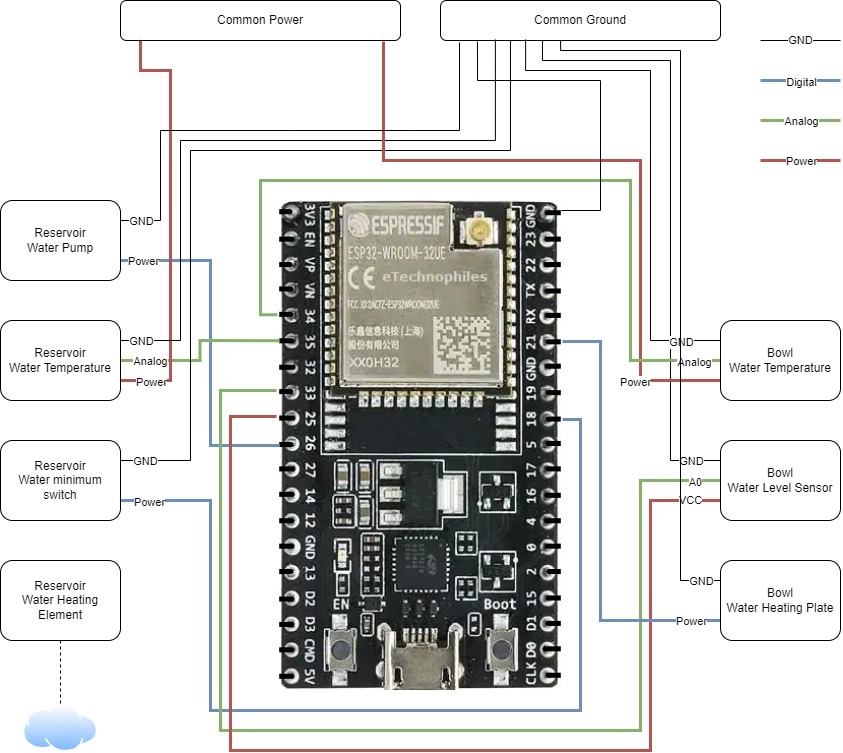 Common Power
Common Ground
GND
Digital
Analog
Power
Reservoir
Water Pump
GND
Power
Reservoir
Water Temperature
GND
Analog
Power
Reservoir
Water minimum
switch
GND
Power
Reservoir
Water Heating
Element
3V3
EN
VP
VN
34
35
32
33
25
26
27
14
12
GND
13
D2
D3
CMD
5V
ESPRESSIF
ESP32-WROOM-32UE
CE eTechnophiles
FCC ID:2AC7Z-ESP32WROOM32UE
乐鑫信息科技(上海)
股份有限公司
XX0H32
EN
Boot
GND
23
22
TX
RX
21
GND
19
18
5
17
16
4
0
2
15
D1
D0
CLK
GND
Analog
Power
Bowl
Water Temperature
GND
A0
VCC
Bowl
Water Level Sensor
GND
Power
Bowl
Water Heating Plate